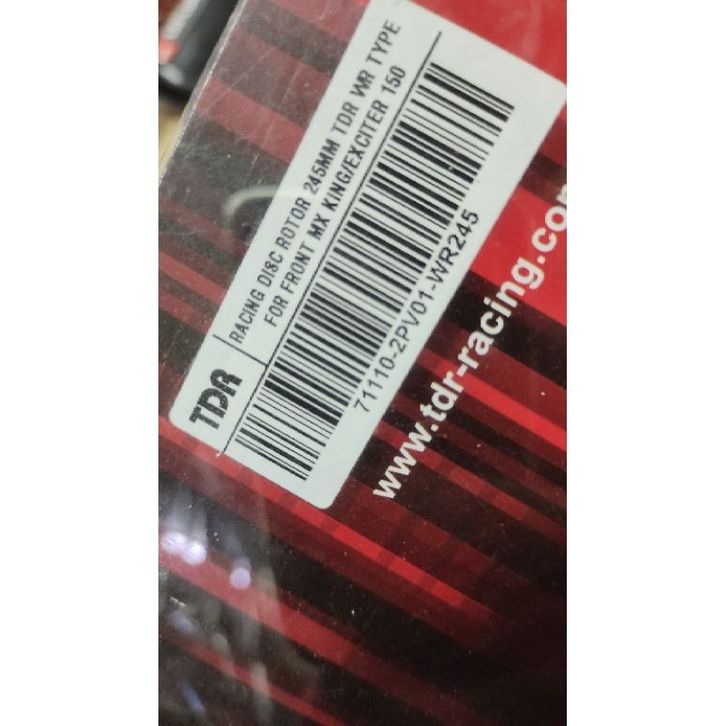 TDR
RACING DISC ROTOR 245MM TDR WR TYPE
FOR FRONT MX KING/EXCITER 150
71110-2PV01-WR245
www.tdr-racing.com